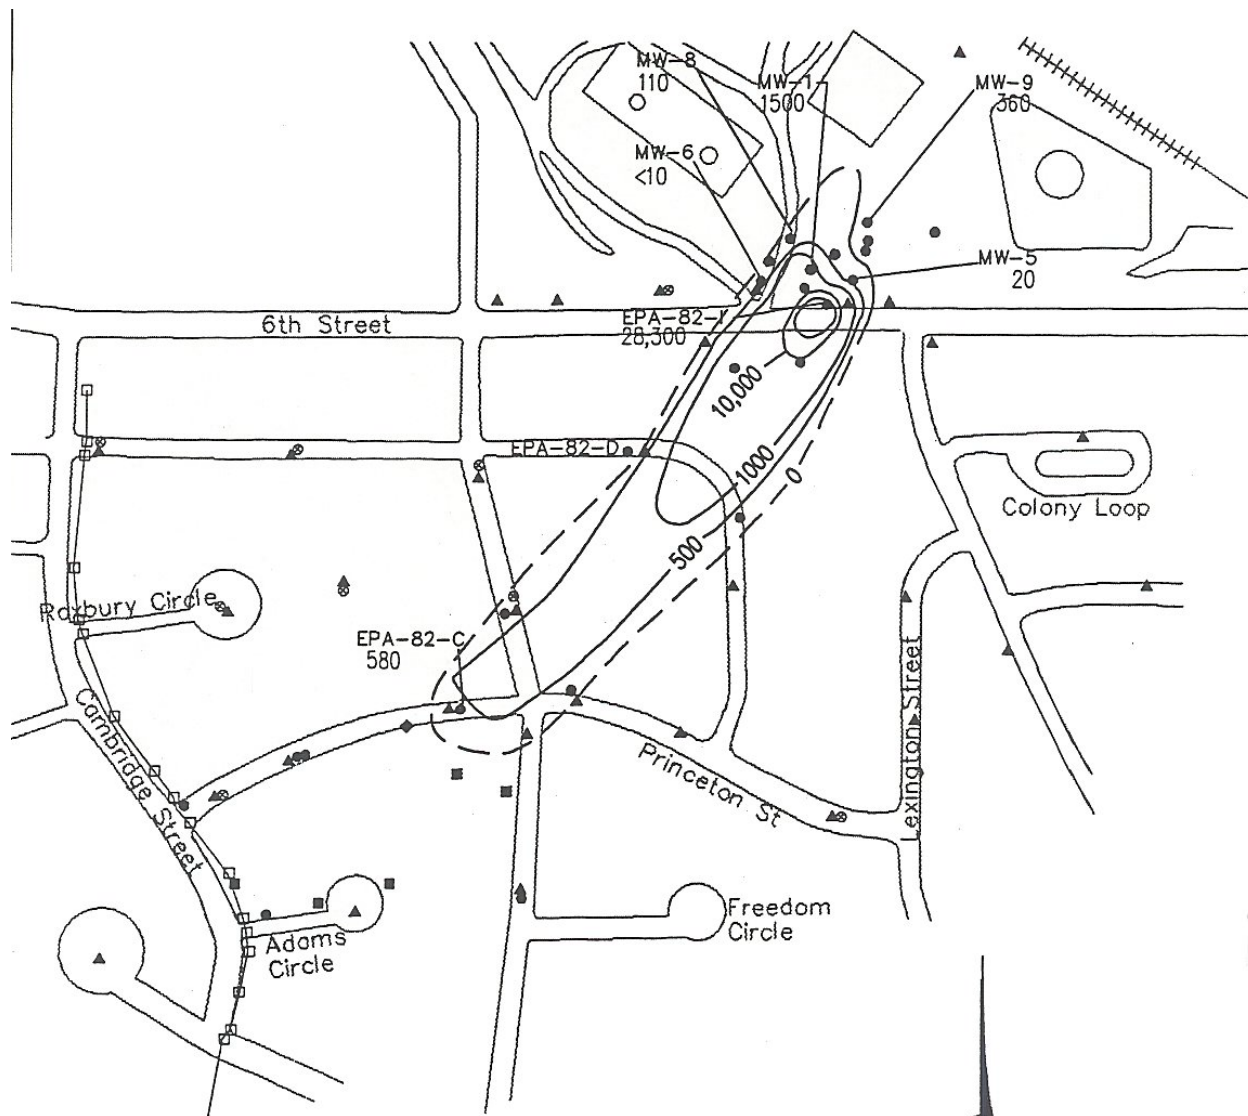 MW-8
110
MW-1
1500
MW-9
360
MW-6
<10
MW-5
20
EPA-82-I
28,300
6th Street
10,000
EPA-82-D
1000
0
Colony Loop
500
Roxbury Circle
EPA-82-C
580
Cambridge Street
Princeton St
Lexington Street
Freedom
Circle
Adams
Circle